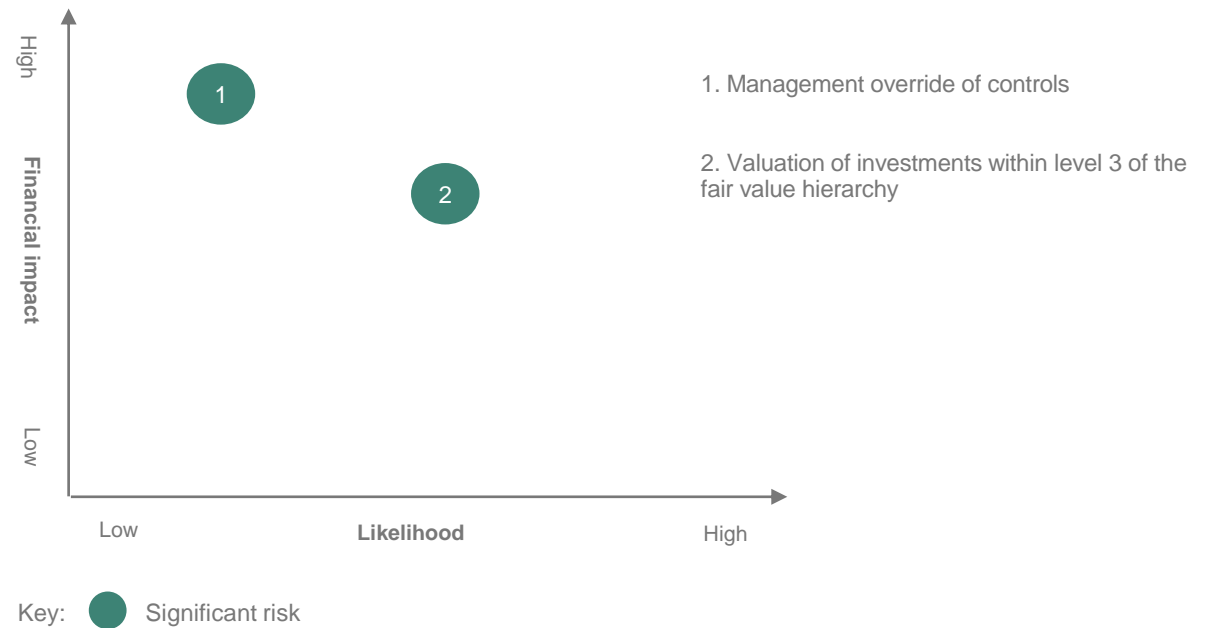 High
1
1. Management override of controls
2. Valuation of investments within level 3 of the
fair value hierarchy
2
Financial impact
Low
Low
Likelihood
High
Key:
Significant risk